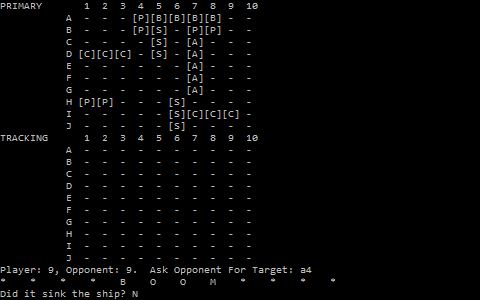 PRIMARY 1 2 3 4 5 6 7 8 9 10
A - - - [P][B][B][B][B] - -
B - - - [P][S] - [P][P] - -
C - - - - [S] - [A] - - -
D [C][C][C] - [S] - [A] - - -
E - - - - - - [A] - - -
F - - - - - - [A] - - -
G - - - - - - [A] - - -
H [P][P] - - - [S] - - - -
I - - - - - [S][C][C][C] -
J - - - - - [S] - - - -
TRACKING 1 2 3 4 5 6 7 8 9 10
A - - - - - - - - - -
B - - - - - - - - - -
C - - - - - - - - - -
D - - - - - - - - - -
E - - - - - - - - - -
F - - - - - - - - - -
G - - - - - - - - - -
H - - - - - - - - - -
I - - - - - - - - - -
J - - - - - - - - - -
Player: 9, Opponent: 9. Ask Opponent For Target: a4
* * * * B O O M * * * *
Did it sink the ship? N